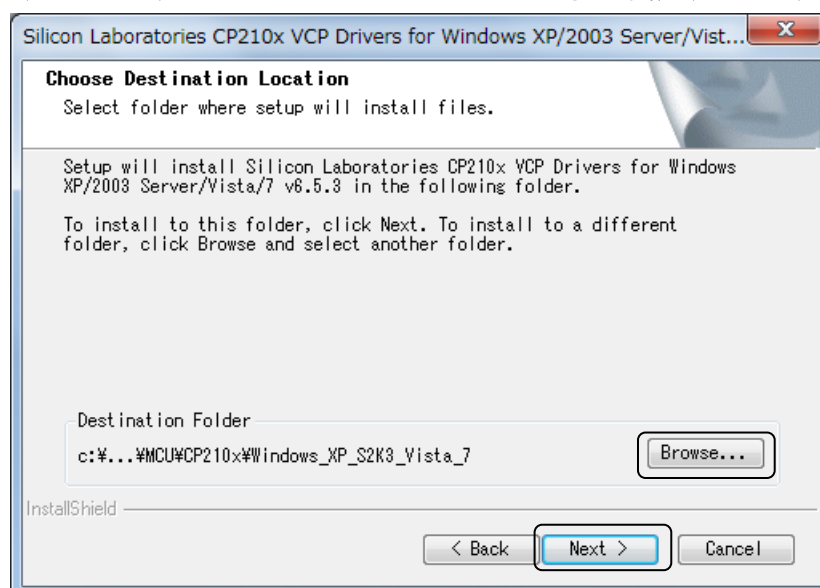 Silicon Laboratories CP210x VCP Drivers for Windows XP/2003 Server/Vist...
Choose Destination Location
Select folder where setup will install files.
Setup will install Silicon Laboratories CP210x VCP Drivers for Windows
XP/2003 Server/Vista/7 v6.5.3 in the following folder.
To install to this folder, click Next. To install to a different
folder, click Browse and select another folder.
Destination Folder
c:¥...¥MCU¥CP210x¥Windows_XP_S2K3_Vista_7
Browse...
InstallShield
< Back
Next >
Cancel